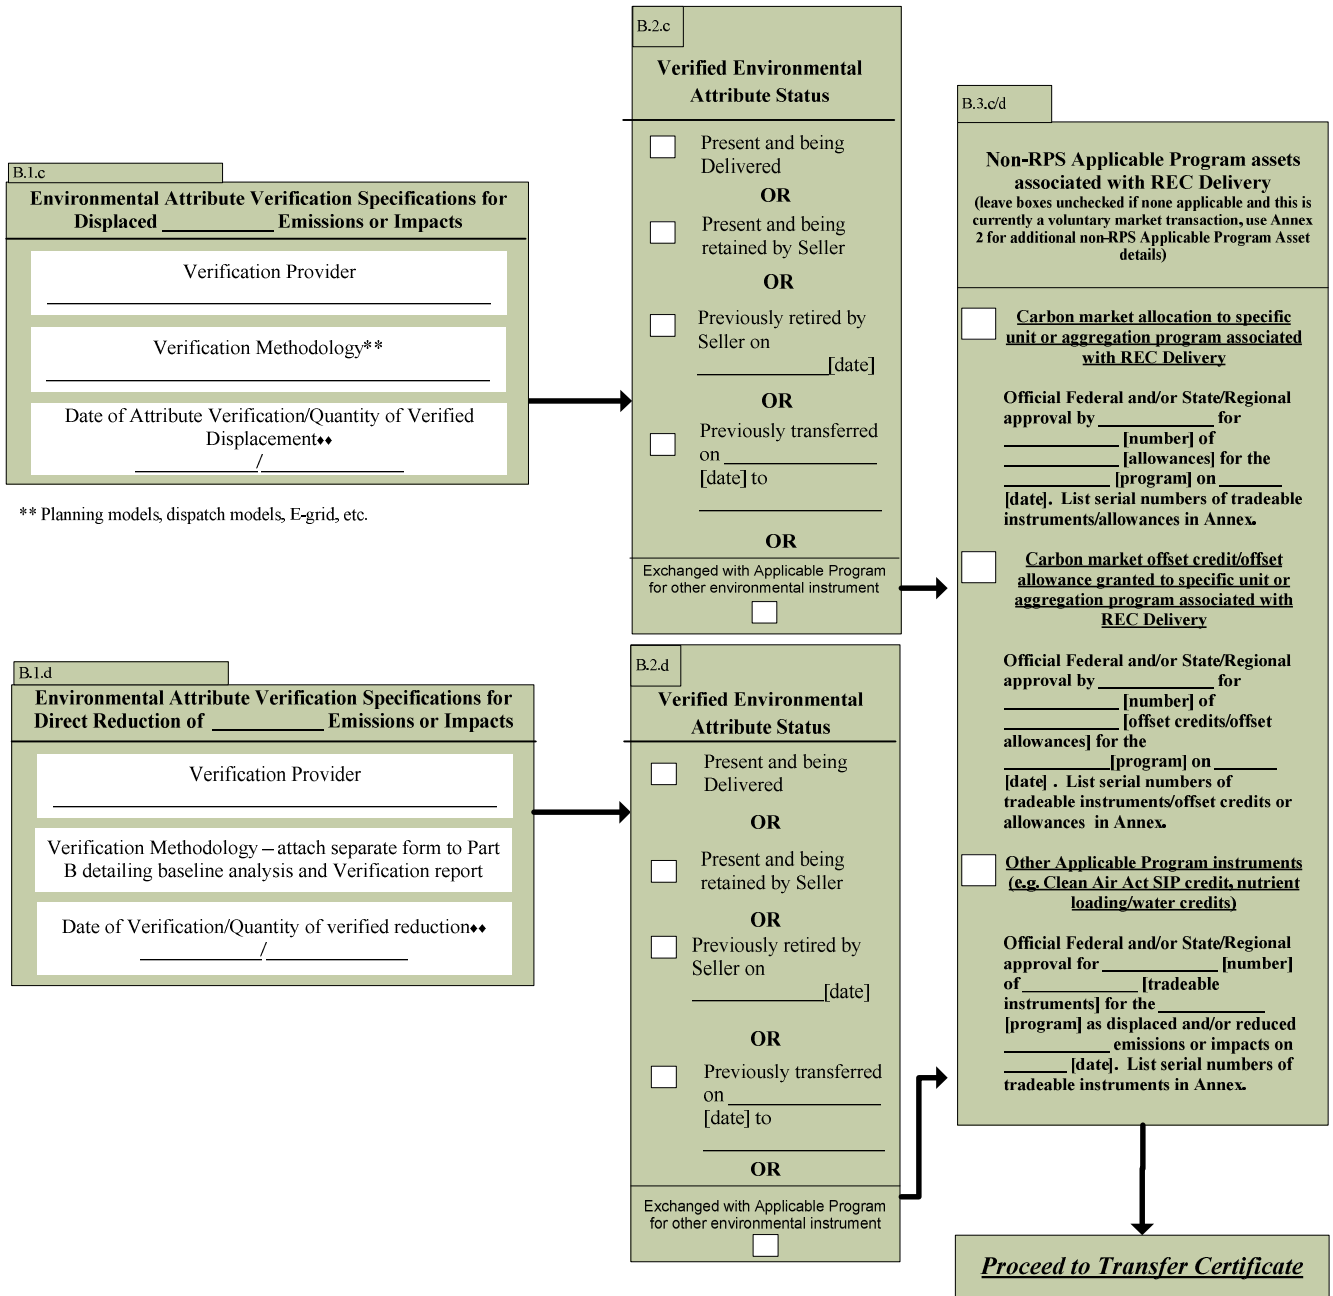 B.1.c
Environmental Attribute Verification Specifications for
Displaced ____________ Emissions or Impacts
Verification Provider
Verification Methodology**
Date of Attribute Verification/Quantity of Verified
Displacement♦♦
____________/______________
** Planning models, dispatch models, E-grid, etc.
B.2.c
Verified Environmental
Attribute Status
Present and being
Delivered
OR
Present and being
retained by Seller
OR
Previously retired by
Seller on
_____________[date]
OR
Previously transferred
on _______________
[date] to
__________________
OR
Exchanged with Applicable Program
for other environmental instrument
B.1.d
Environmental Attribute Verification Specifications for
Direct Reduction of ____________ Emissions or Impacts
Verification Provider
Verification Methodology – attach separate form to Part
B detailing baseline analysis and Verification report
Date of Verification/Quantity of verified reduction♦♦
____________/______________
B.2.d
Verified Environmental
Attribute Status
Present and being
Delivered
OR
Present and being
retained by Seller
OR
Previously retired by
Seller on
_____________[date]
OR
Previously transferred
on _______________
[date] to
__________________
OR
Exchanged with Applicable Program
for other environmental instrument
B.3.c/d
Non-RPS Applicable Program assets
associated with REC Delivery
(leave boxes unchecked if none applicable and this is
currently a voluntary market transaction, use Annex
2 for additional non-RPS Applicable Program Asset
details)
Carbon market allocation to specific
unit or aggregation program associated
with REC Delivery
Official Federal and/or State/Regional
approval by ____________ for
____________ [number] of
____________ [allowances] for the
___________ [program] on ______
[date]. List serial numbers of tradeable
instruments/allowances in Annex.
Carbon market offset credit/offset
allowance granted to specific unit or
aggregation program associated with
REC Delivery
Official Federal and/or State/Regional
approval by ____________ for
____________ [number] of
____________ [offset credits/offset
allowances] for the
___________[program] on ______
[date] . List serial numbers of
tradeable instruments/offset credits or
allowances in Annex.
Other Applicable Program instruments
(e.g. Clean Air Act SIP credit, nutrient
loading/water credits)
Official Federal and/or State/Regional
approval for ____________ [number]
of ____________ [tradeable
instruments] for the ___________
[program] as displaced and/or reduced
___________ emissions or impacts on
______ [date]. List serial numbers of
tradeable instruments in Annex.
Proceed to Transfer Certificate